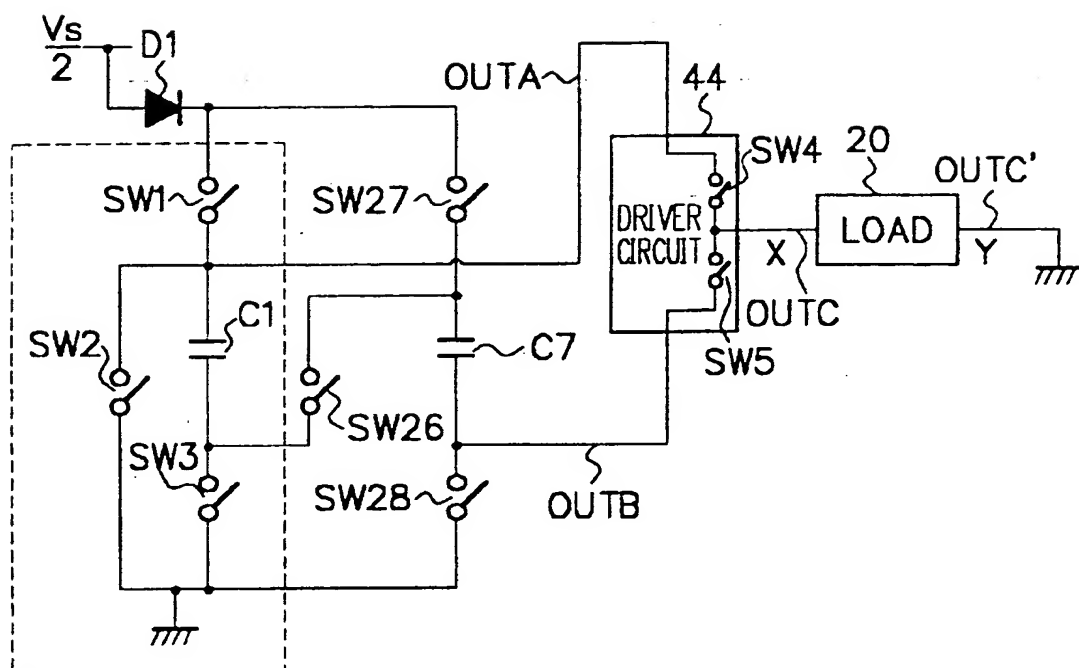 Vs
2
D1
OUTA
44
SW4
20
OUTC'
SW1
SW27
DRIVER
CIRCUIT
LOAD
X
Y
OUTC
SW2
C1
C7
SW5
SW26
SW3
SW28
OUTB